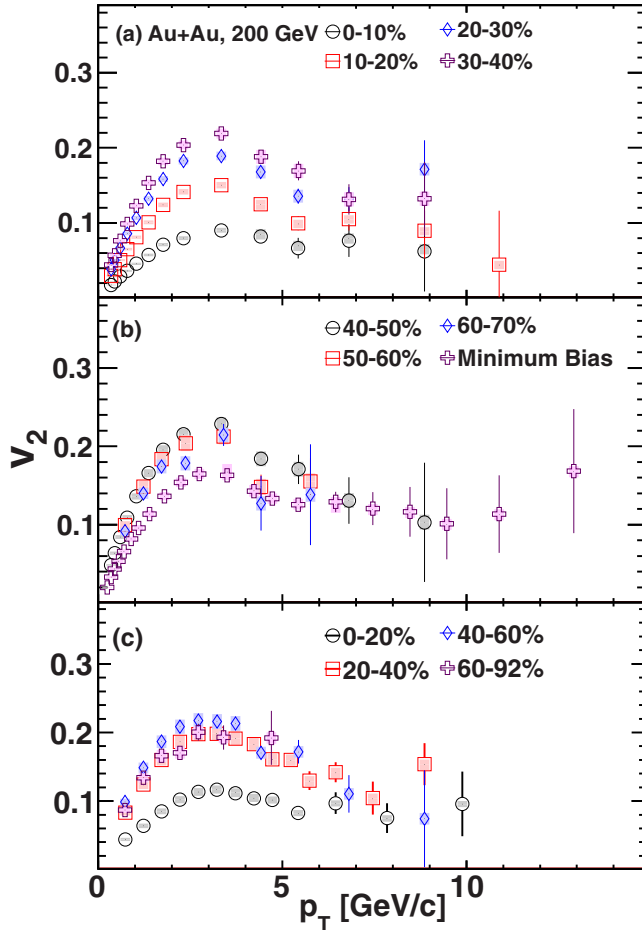 (a) Au+Au, 200 GeV
0-10%
20-30%
10-20%
30-40%
0.3
0.2
0.1
(b)
40-50%
60-70%
50-60%
Minimum Bias
0.3
0.2
0.1
v2
(c)
0-20%
40-60%
20-40%
60-92%
0.3
0.2
0.1
0 5 10
pT [GeV/c]